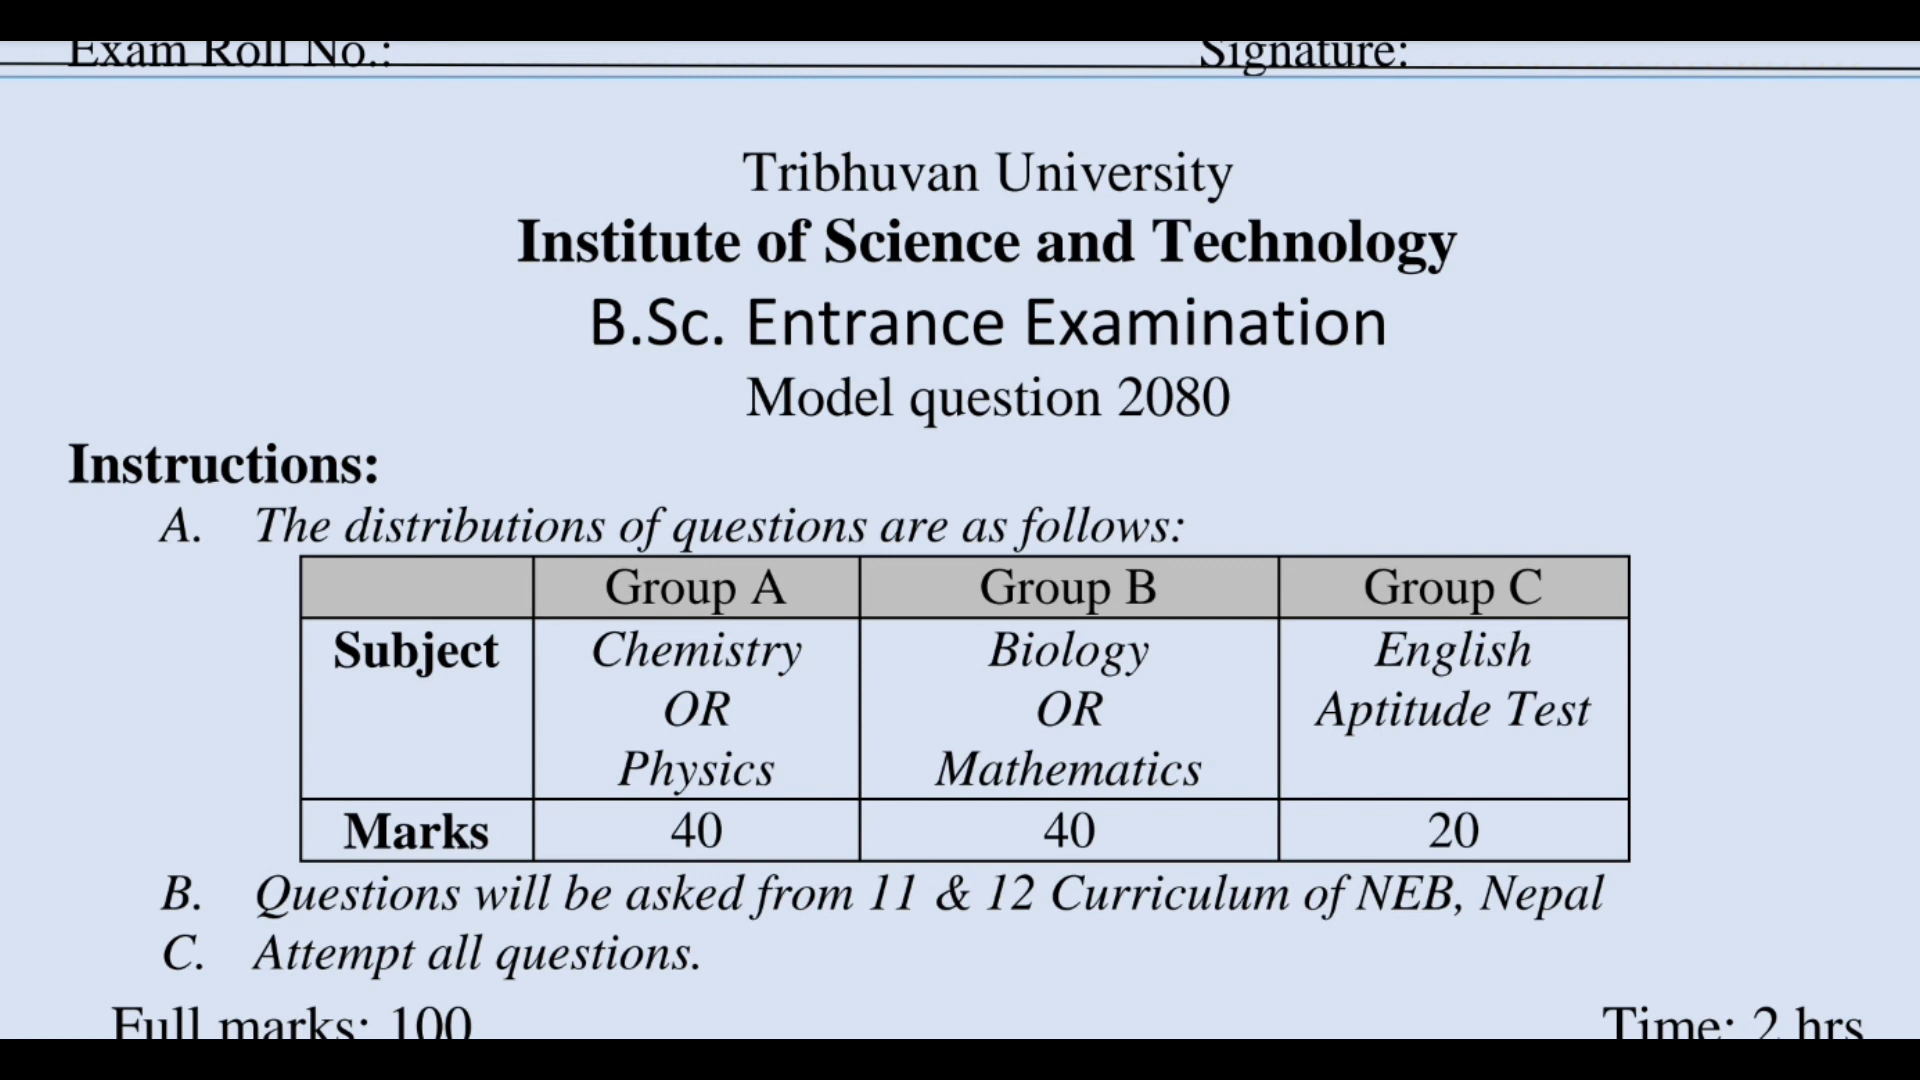 Exam Roll No.: Signature:
Tribhuvan University
Institute of Science and Technology
B.Sc. Entrance Examination
Model question 2080
Instructions:
A. The distributions of questions are as follows:
Group A Group B Group C
Subject Chemistry Biology English
OR OR Aptitude Test
Physics Mathematics
Marks 40 40 20
B. Questions will be asked from 11 & 12 Curriculum of NEB, Nepal
C. Attempt all questions.
Full marks: 100 Time: 2 hrs